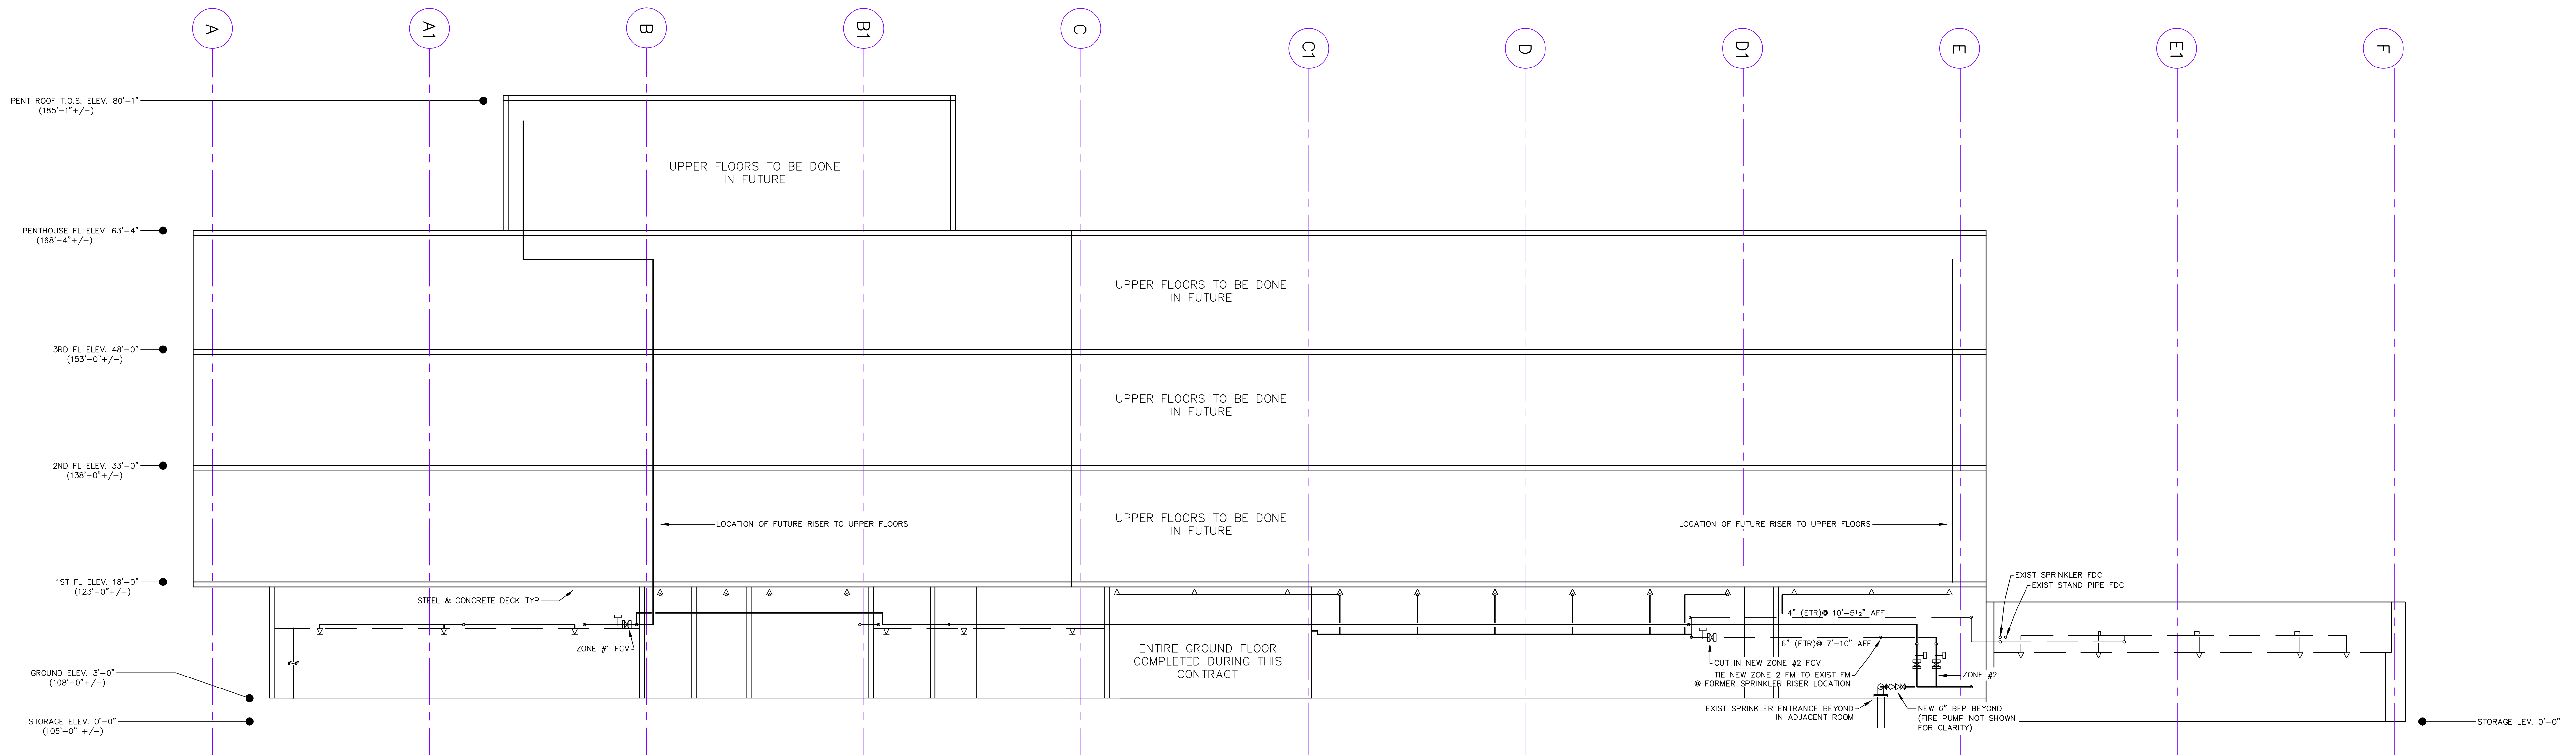 A
A1
B
B1
C
C1
D
D1
E
E1
F
PENT ROOF T.O.S. ELEV. 80'-1"
(185'-1"+/-)
UPPER FLOORS TO BE DONE
IN FUTURE
PENTHOUSE FL ELEV. 63'-4"
(168'-4"+/-)
UPPER FLOORS TO BE DONE
IN FUTURE
3RD FL ELEV. 48'-0"
(153'-0"+/-)
UPPER FLOORS TO BE DONE
IN FUTURE
2ND FL ELEV. 33'-0"
(138'-0"+/-)
LOCATION OF FUTURE RISER TO UPPER FLOORS
UPPER FLOORS TO BE DONE
IN FUTURE
LOCATION OF FUTURE RISER TO UPPER FLOORS
1ST FL ELEV. 18'-0"
(123'-0"+/-)
STEEL & CONCRETE DECK TYP
EXIST SPRINKLER FDC
EXIST STAND PIPE FDC
4" (ETR)@ 10'-5½" AFF
ZONE #1 FCV
6" (ETR)@ 7'-10" AFF
ENTIRE GROUND FLOOR
COMPLETED DURING THIS
CONTRACT
CUT IN NEW ZONE #2 FCV
TIE NEW ZONE 2 FM TO EXIST FM
@ FORMER SPRINKLER RISER LOCATION
ZONE #2
GROUND ELEV. 3'-0"
(108'-0"+/-)
EXIST SPRINKLER ENTRANCE BEYOND
IN ADJACENT ROOM
NEW 6" BFP BEYOND
(FIRE PUMP NOT SHOWN
FOR CLARITY)
STORAGE ELEV. 0'-0"
(105'-0" +/-)
STORAGE LEV. 0'-0"